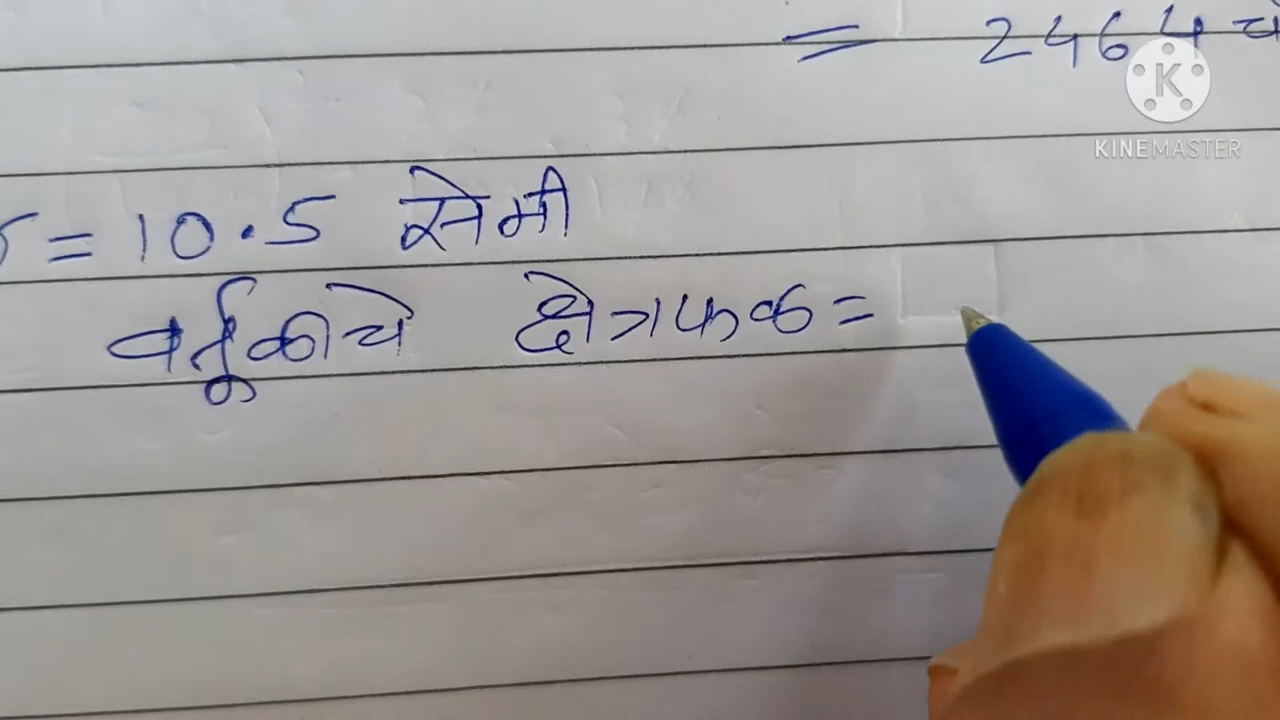 = 2464 चौ
K
KINEMASTER
r = 10.5 सेमी
वर्तूळाचे क्षेत्रफळ =